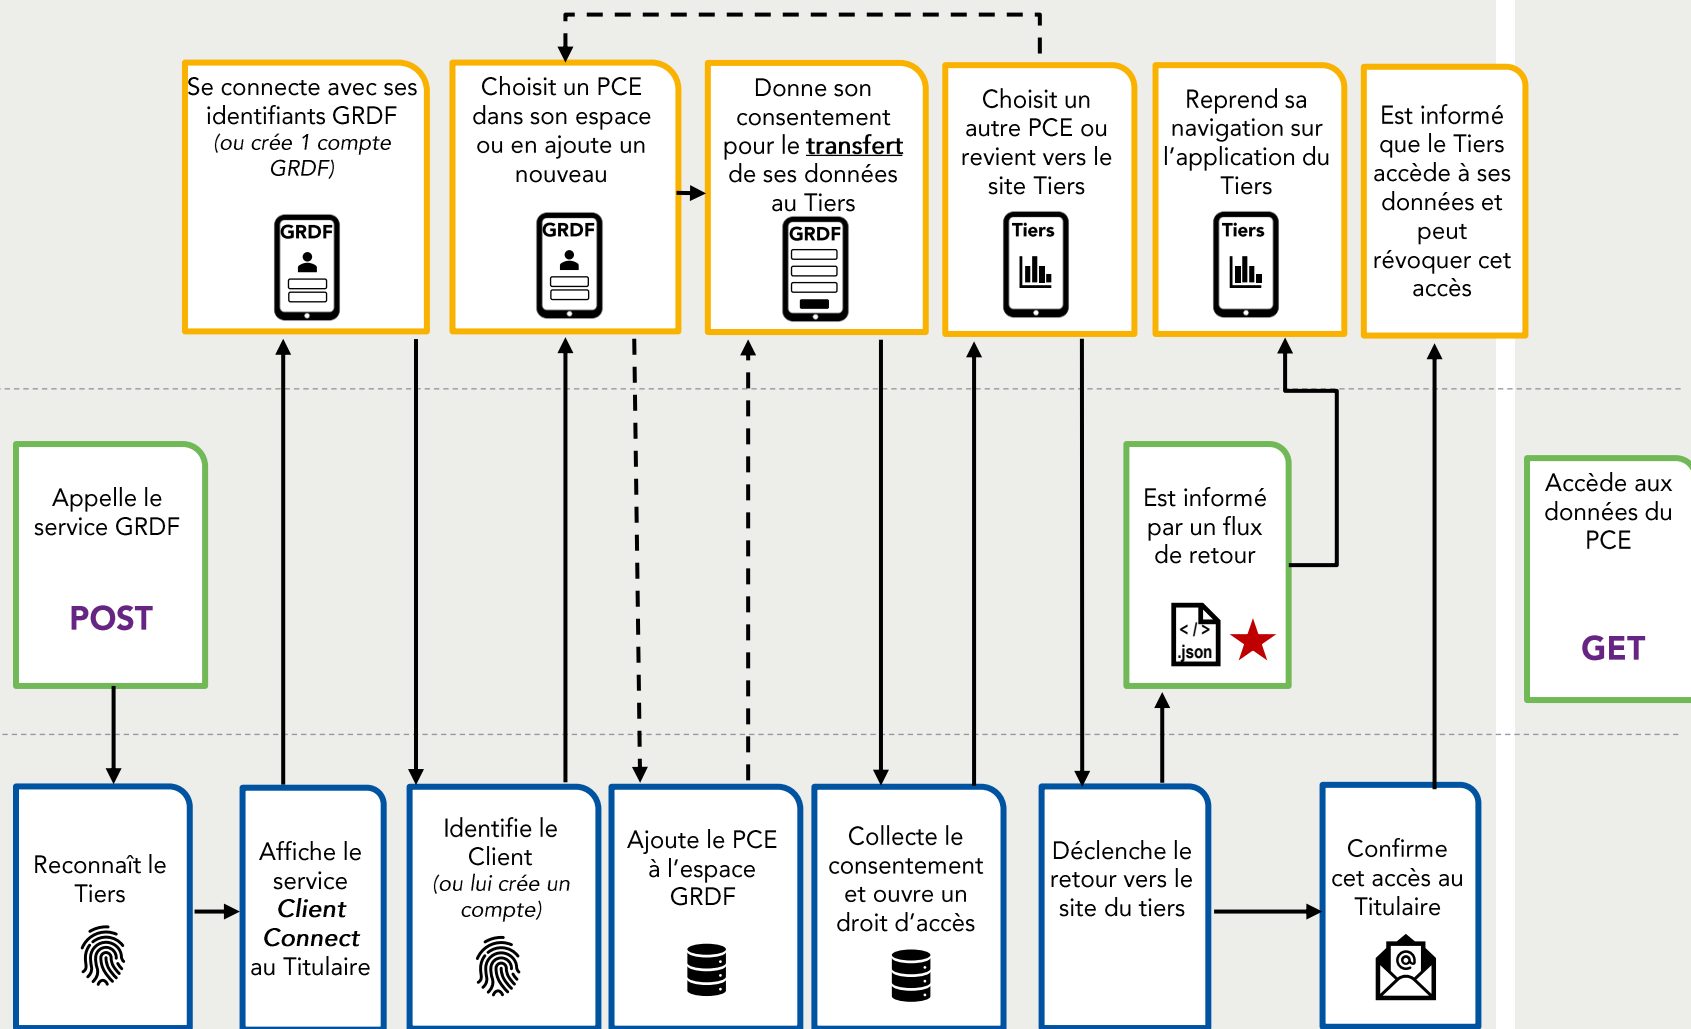 Se connecte avec ses
identifiants GRDF
(ou crée 1 compte
GRDF)
GRDF
Choisit un PCE
dans son espace
ou en ajoute un
nouveau
GRDF
Donne son
consentement
pour le transfert
de ses données
au Tiers
GRDF
Choisit un
autre PCE ou
revient vers le
site Tiers
Tiers
Reprend sa
navigation sur
l'application du
Tiers
Tiers
Est informé
que le Tiers
accède à ses
données et
peut
révoquer cet
accès
Appelle le
service GRDF
POST
Est informé
par un flux
de retour
</>
.json
Accède aux
données du
PCE
GET
Reconnaît le
Tiers
Affiche le
service
Client
Connect
au Titulaire
Identifie le
Client
(ou lui crée un
compte)
Ajoute le PCE
à l'espace
GRDF
Collecte le
consentement
et ouvre un
droit d'accès
Déclenche le
retour vers le
site du tiers
Confirme
cet accès au
Titulaire
@